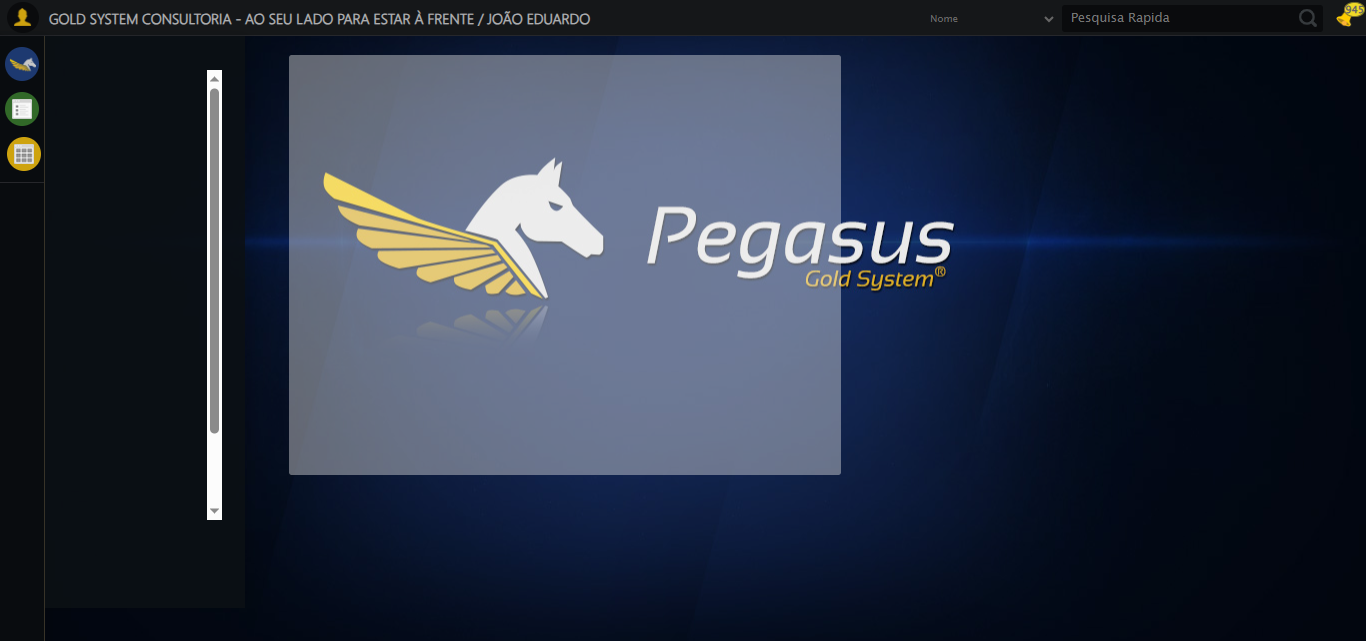 GOLD SYSTEM CONSULTORIA - AO SEU LADO PARA ESTAR À FRENTE / JOÃO EDUARDO
Nome
Pesquisa Rapida
945
Pegasus
Gold System®